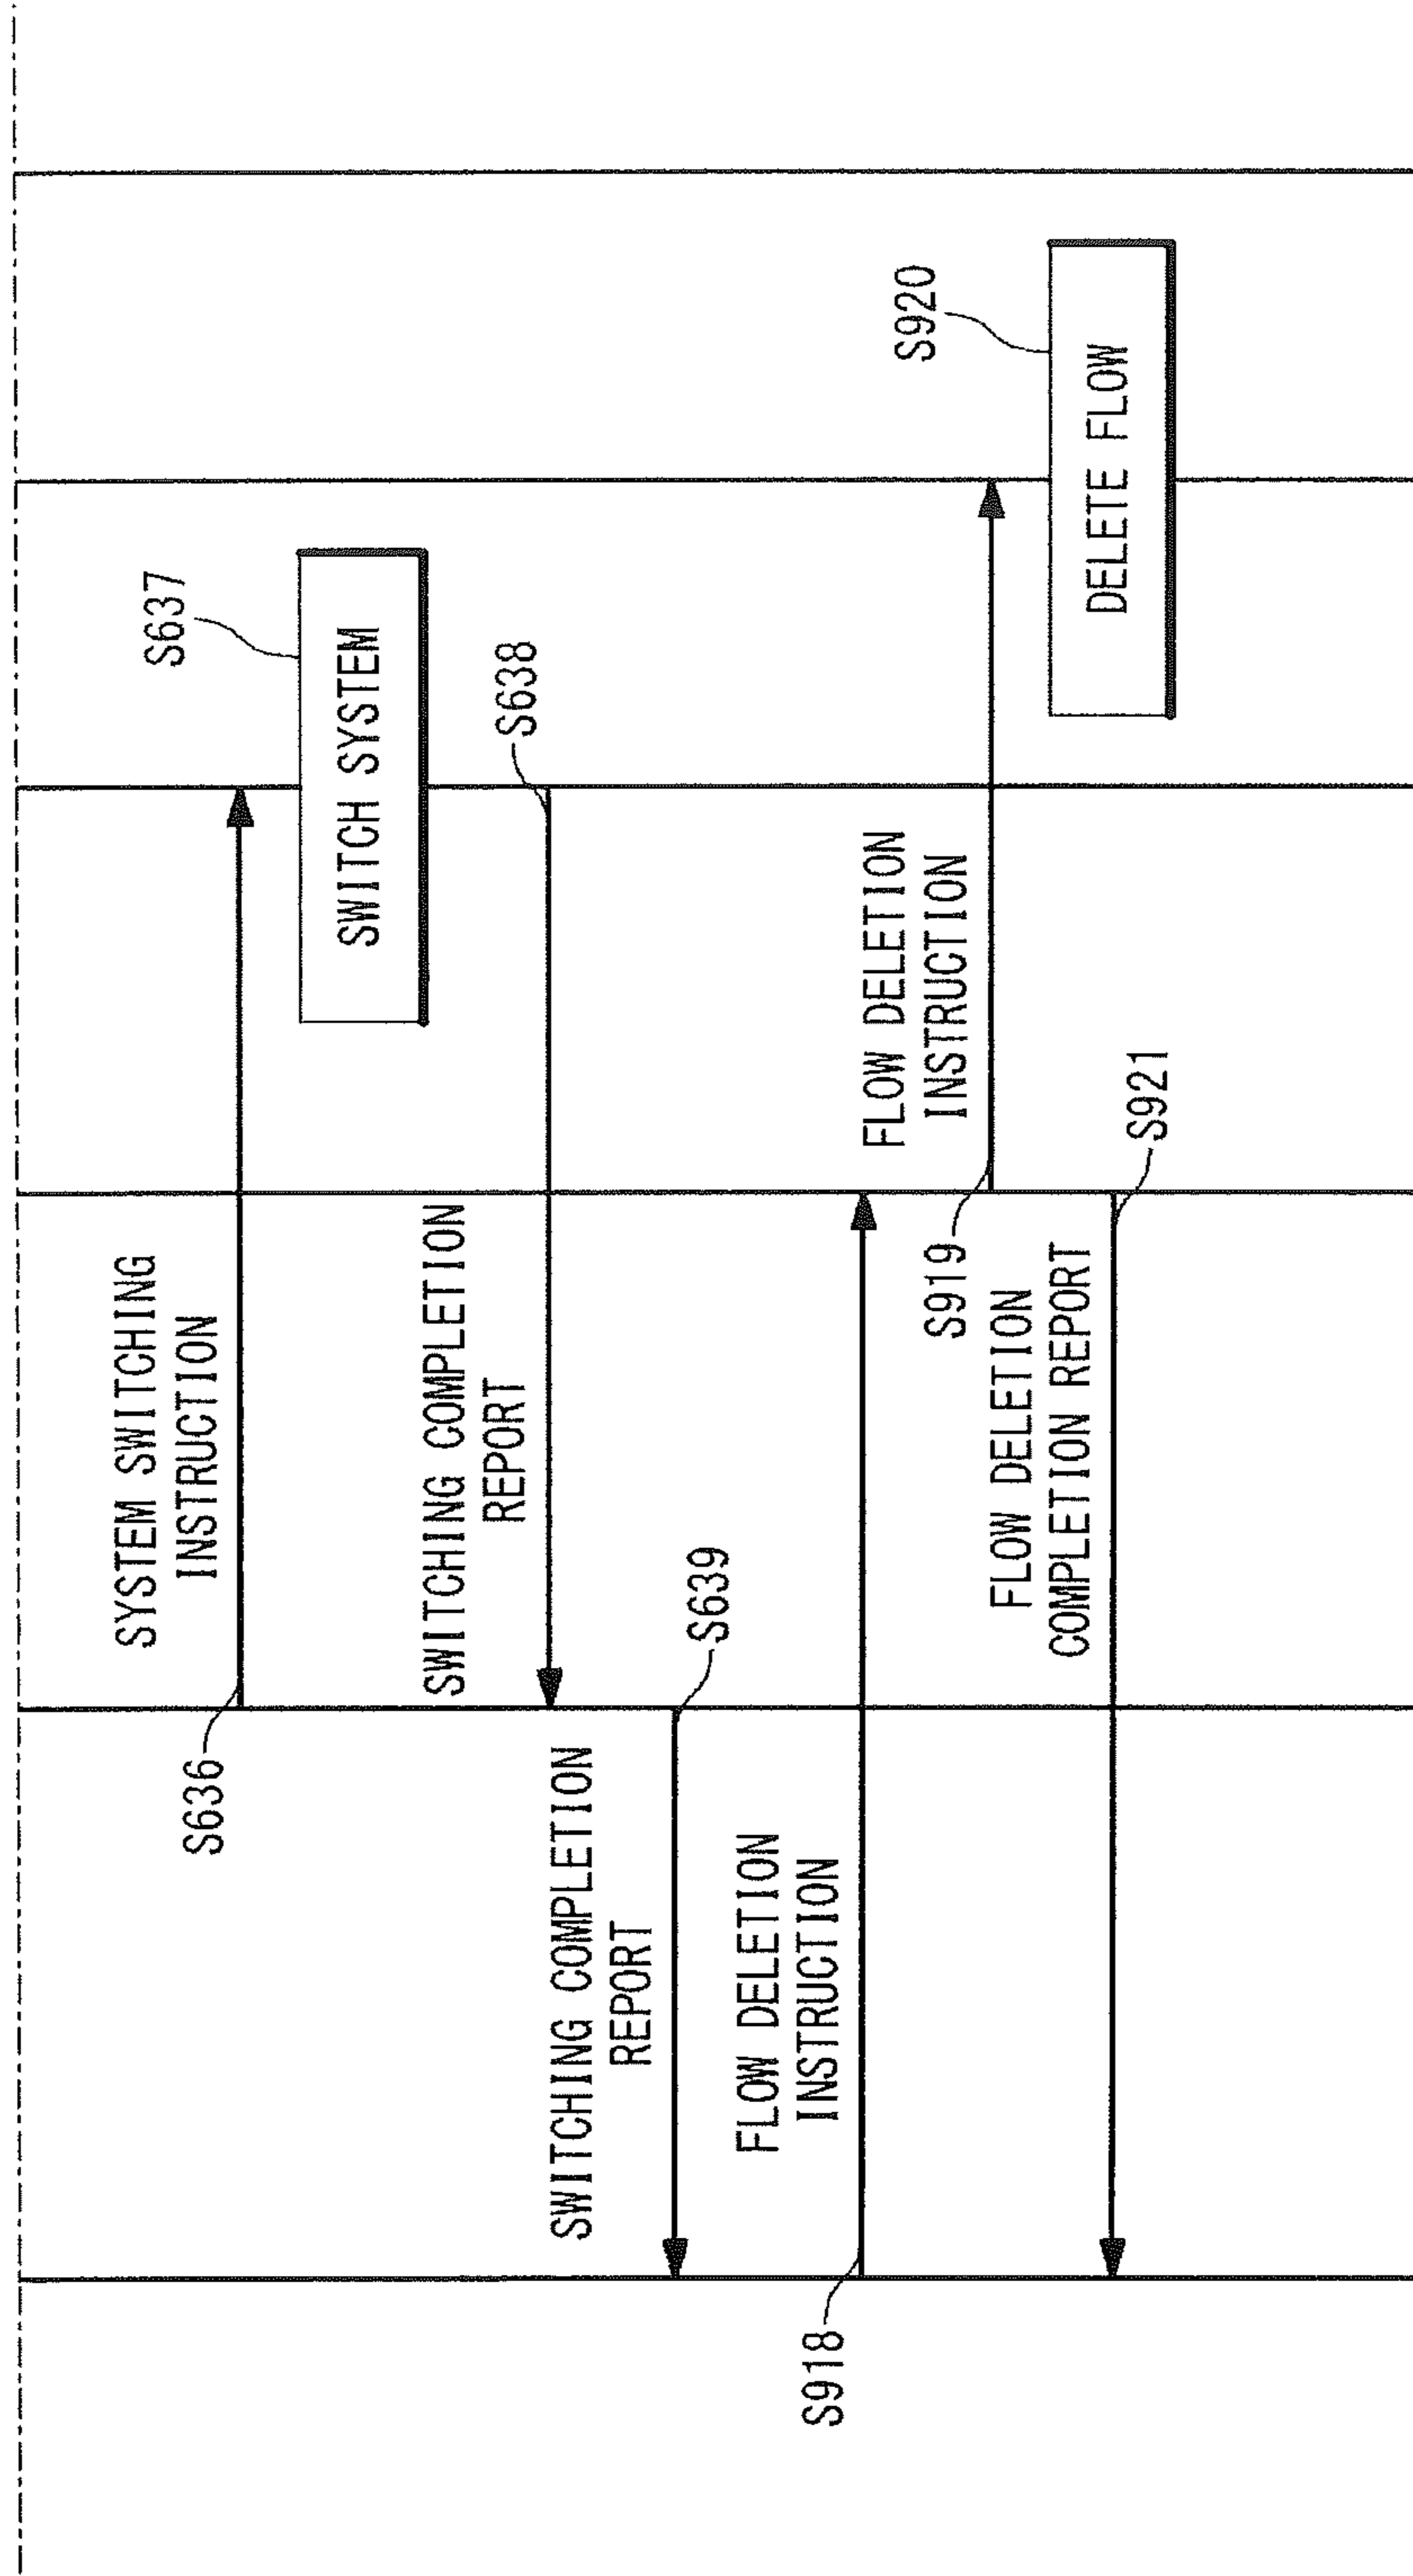 SYSTEM SWITCHING
INSTRUCTION
S636
S637
SWITCH SYSTEM
SWITCHING COMPLETION
REPORT
S638
SWITCHING COMPLETION
REPORT
S639
FLOW DELETION
INSTRUCTION
S918
FLOW DELETION
INSTRUCTION
S919
S920
DELETE FLOW
FLOW DELETION
COMPLETION REPORT
S921